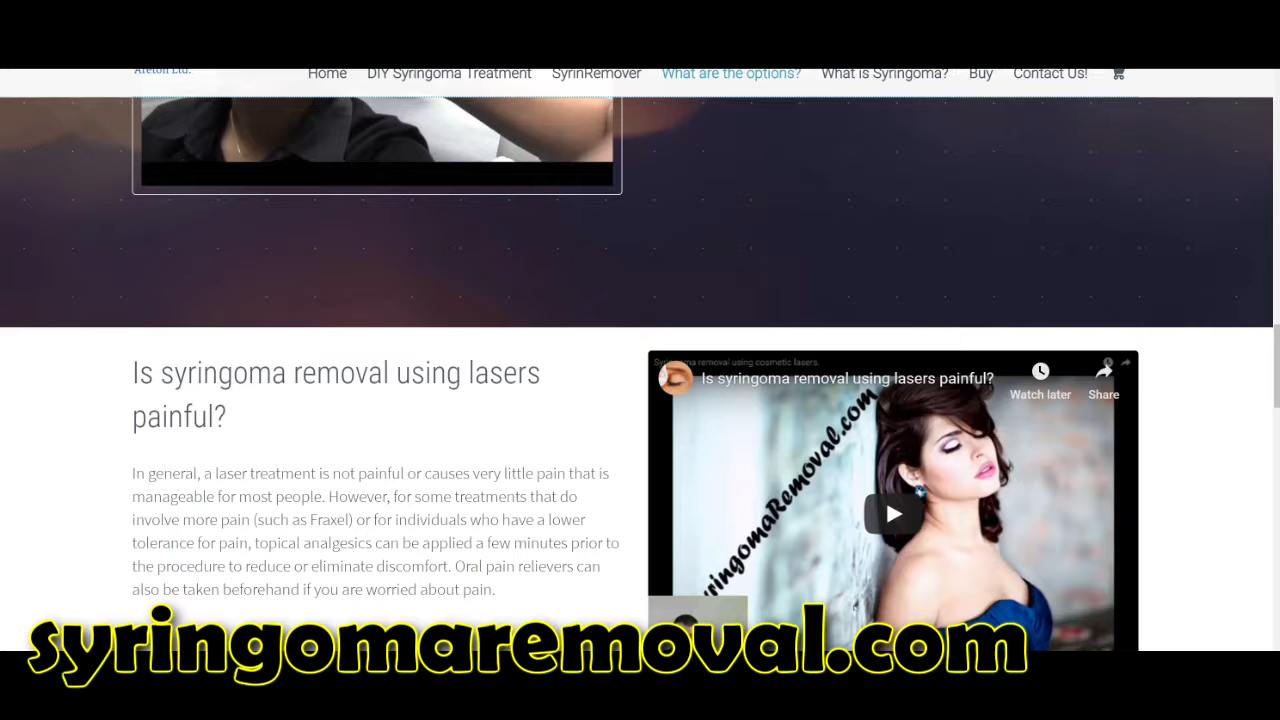 Areton Ltd.
Home DIY Syringoma Treatment SyrinRemover What are the options? What is Syringoma? Buy Contact Us!
Is syringoma removal using lasers
painful?
In general, a laser treatment is not painful or causes very little pain that is
manageable for most people. However, for some treatments that do
involve more pain (such as Fraxel) or for individuals who have a lower
tolerance for pain, topical analgesics can be applied a few minutes prior to
the procedure to reduce or eliminate discomfort. Oral pain relievers can
also be taken beforehand if you are worried about pain.
Syringoma removal using cosmetic lasers.
Is syringoma removal using lasers painful?
Watch later Share
syringomaRemoval.com
syringomaremoval.com